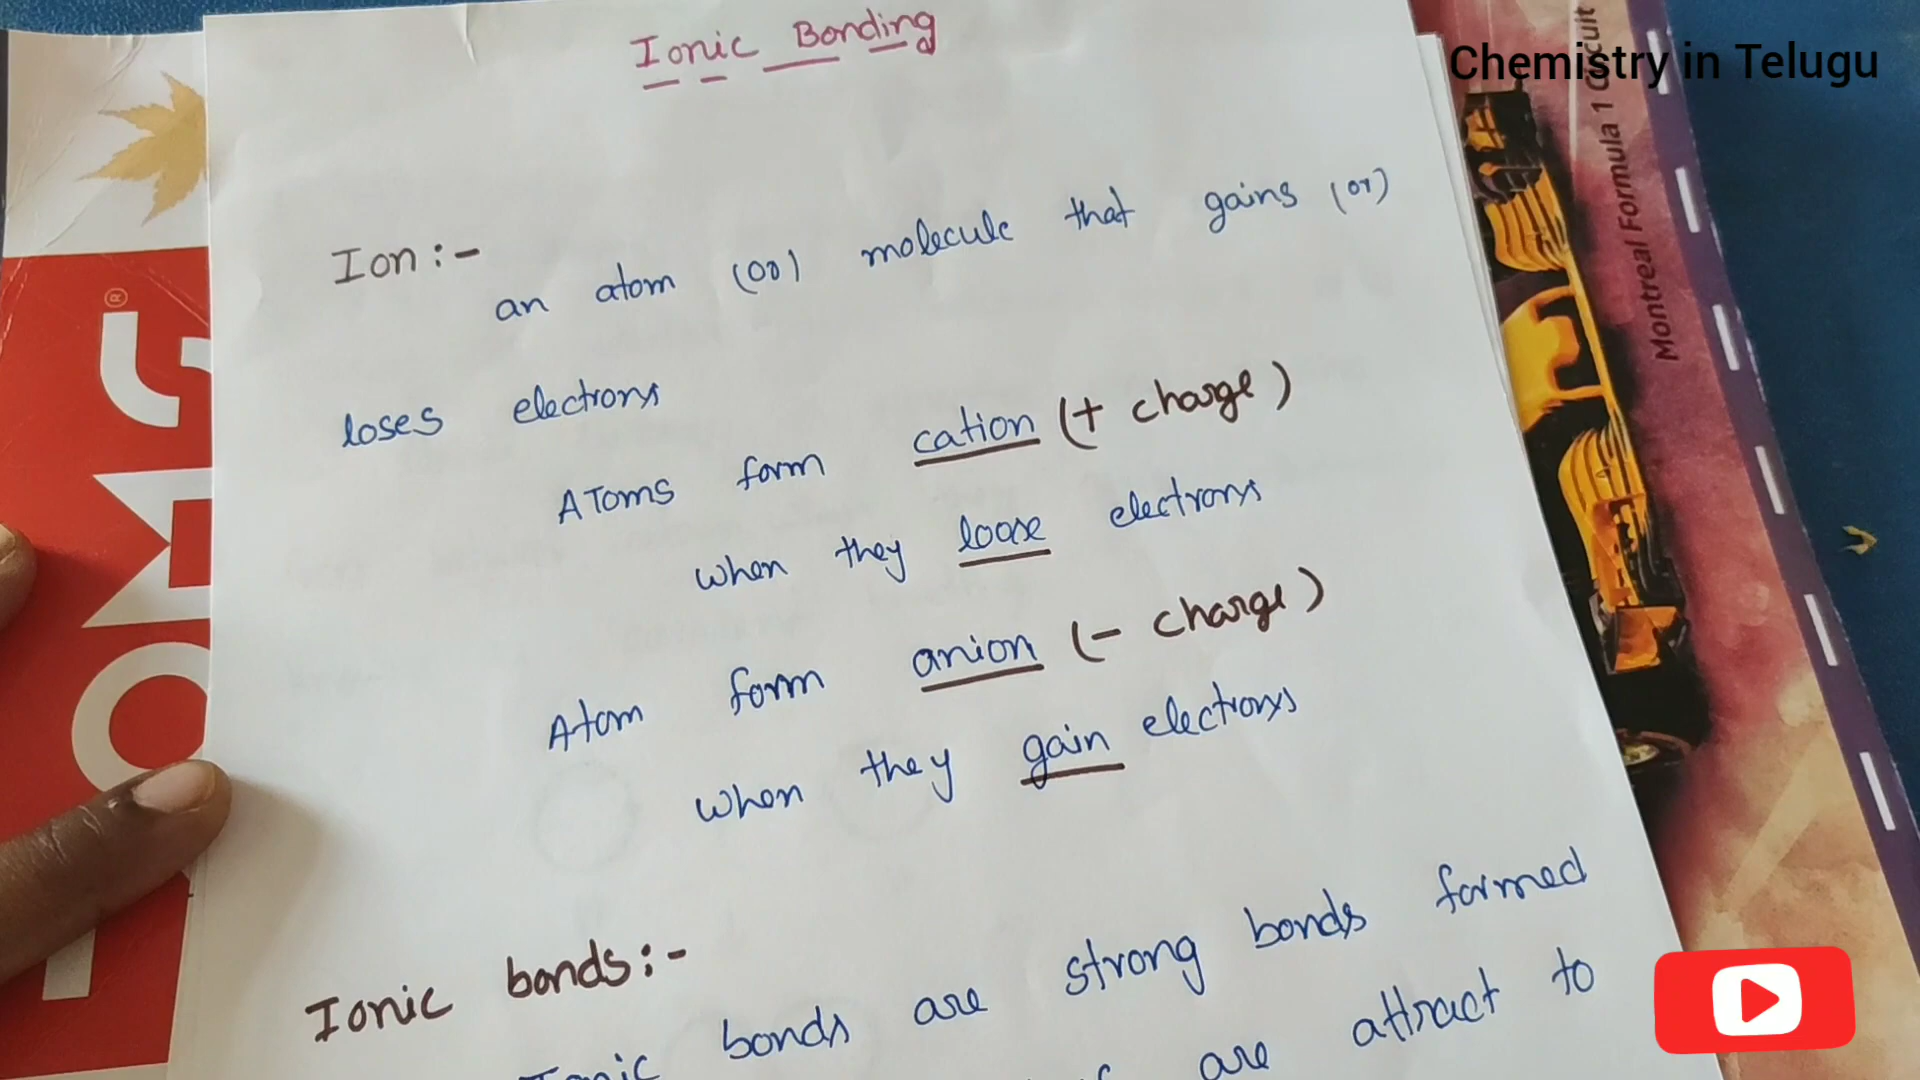 Ionic Bonding
Chemistry in Telugu
Ion :-
an atom (or) molecule that gains (or)
loses electrons
AToms form cation (+ charge)
when they loose electrons
Atom form anion (- charge)
when they gain electrons
Ionic bonds :-
Ionic bonds are strong bonds formed
are attract to
Montreal Formula 1 Circuit
®